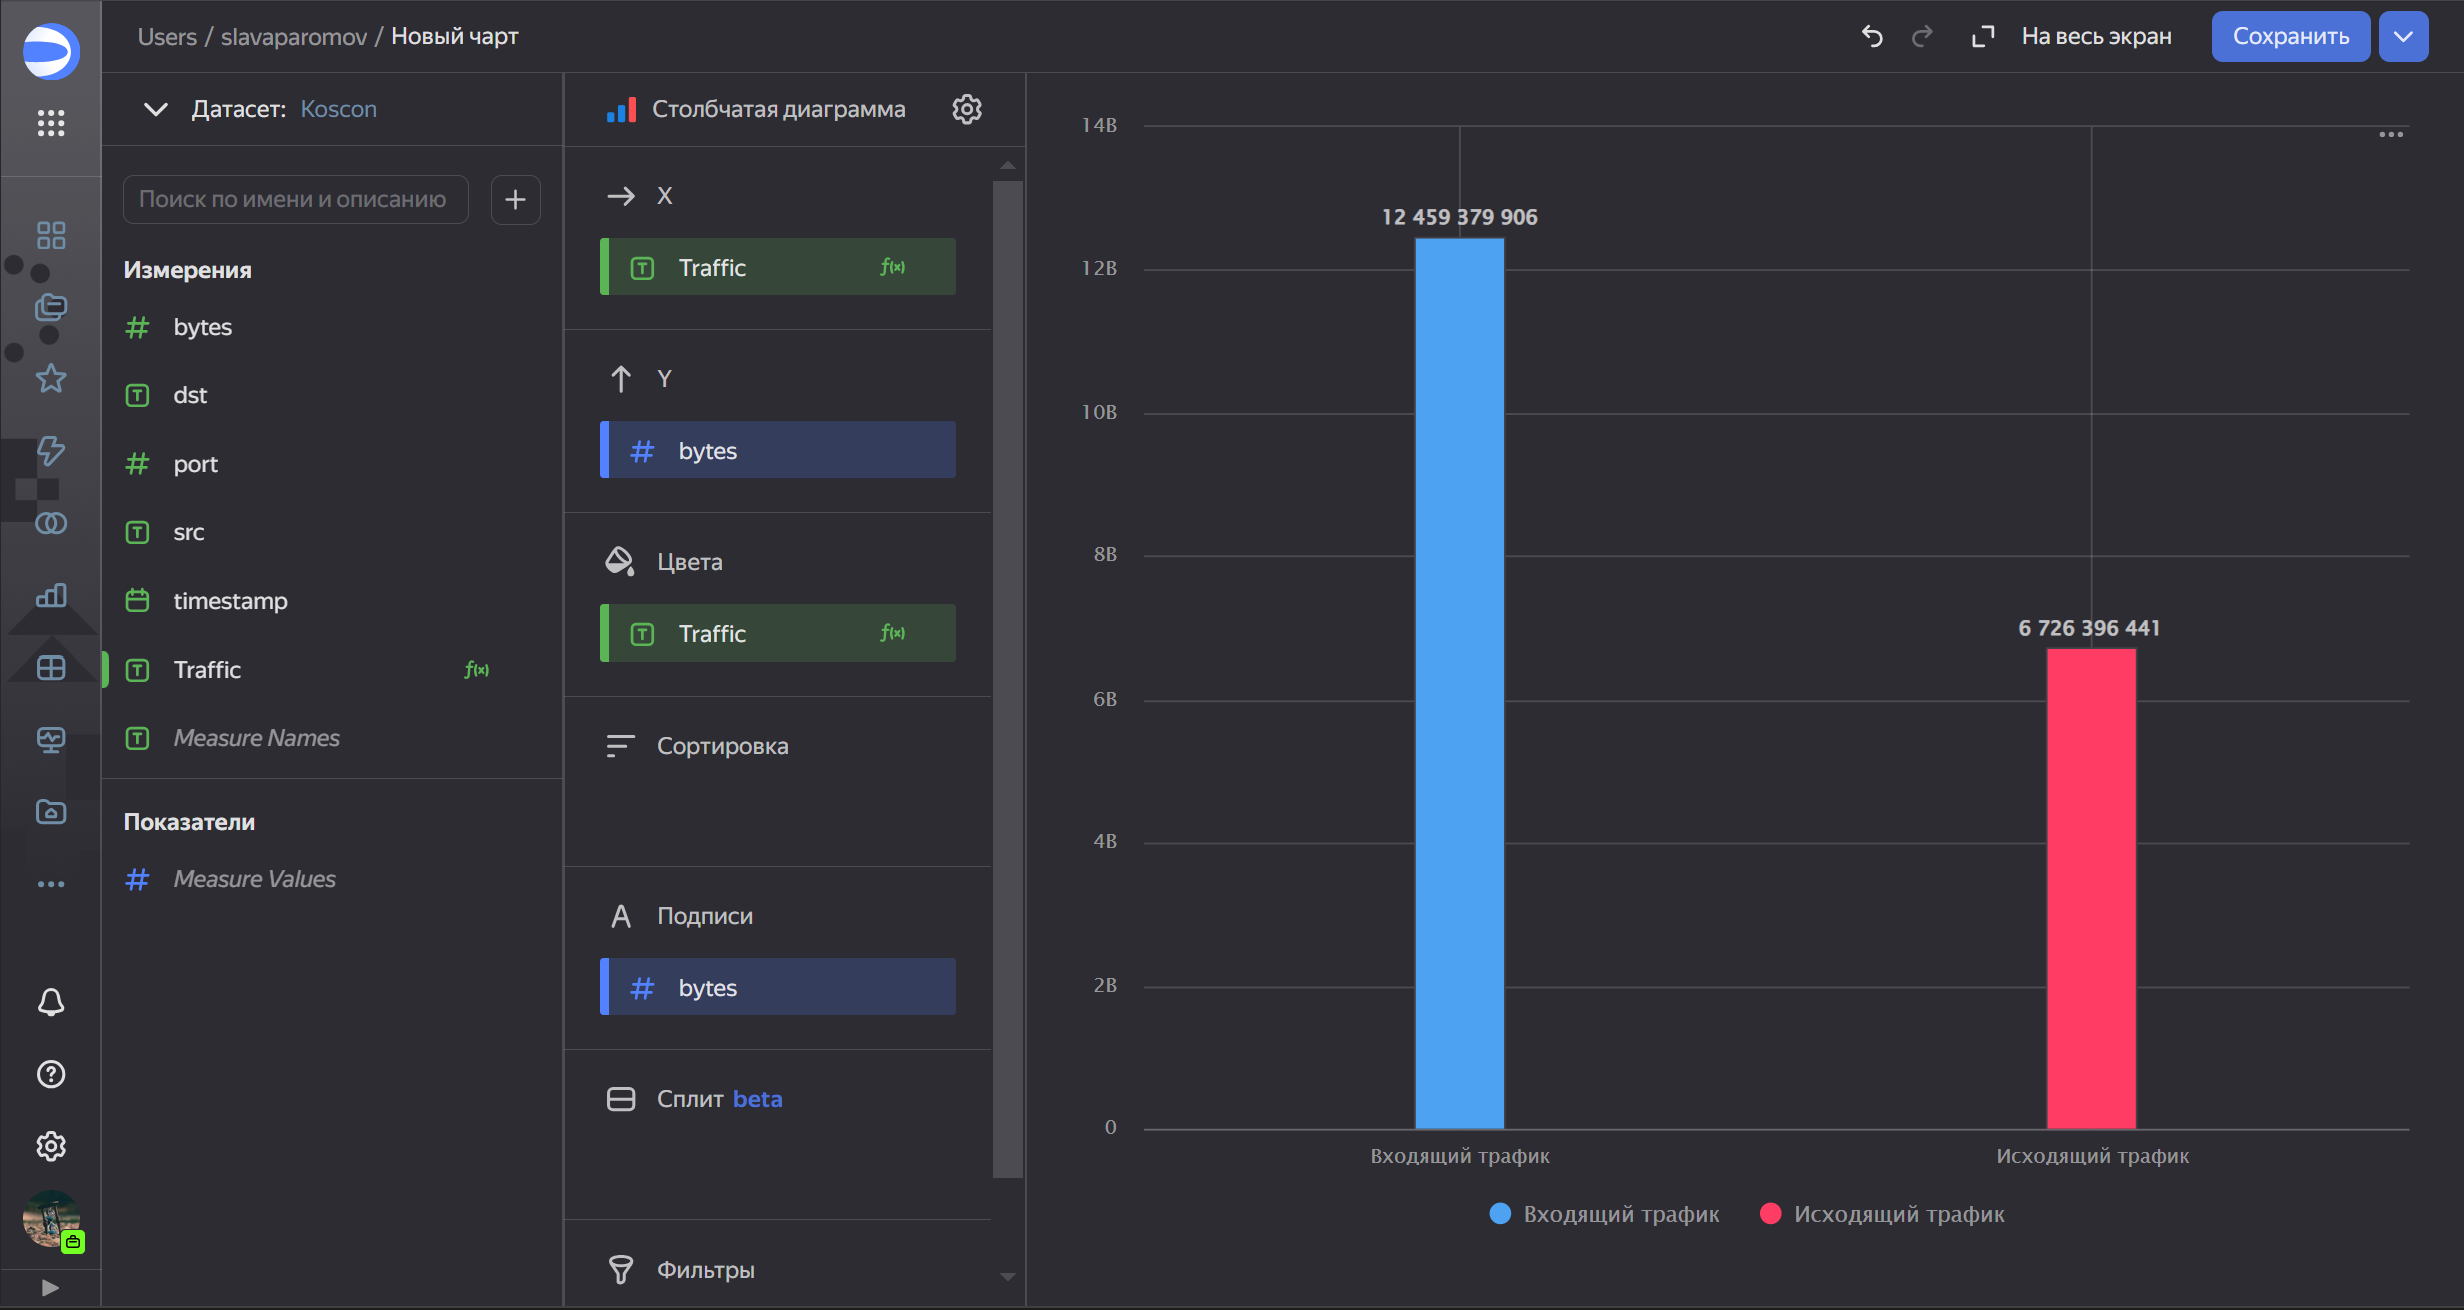 Users / slavaparomov / Новый чарт
На весь экран
Сохранить
Датасет: Koscon
Поиск по имени и описанию
Измерения
bytes
dst
port
src
timestamp
Traffic f(x)
Measure Names
Показатели
Measure Values
Столбчатая диаграмма
X
Traffic f(x)
Y
bytes
Цвета
Traffic f(x)
Сортировка
Подписи
bytes
Сплит beta
Фильтры
14B
12B
10B
8B
6B
4B
2B
0
12 459 379 906
6 726 396 441
Входящий трафик
Исходящий трафик
Входящий трафик
Исходящий трафик